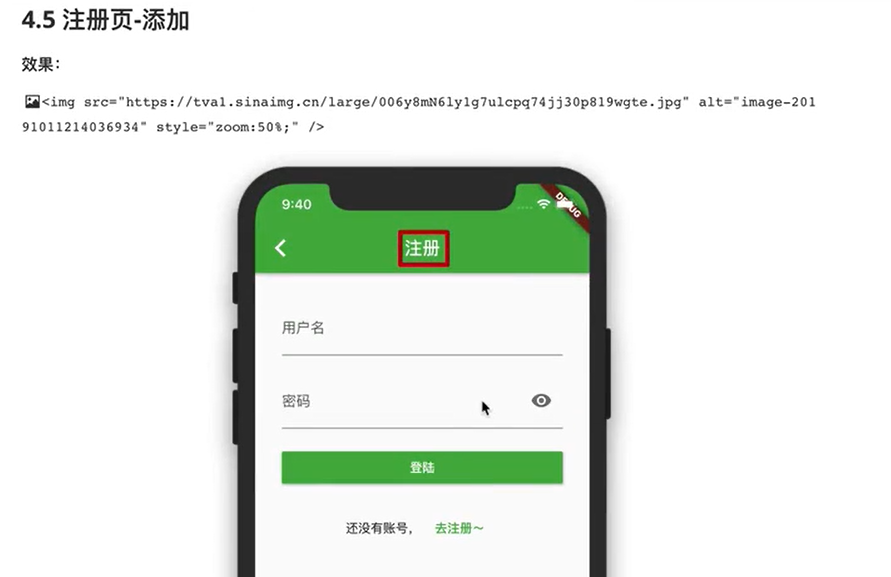 4.5 注册页-添加
效果：
<img src="https://tva1.sinaimg.cn/large/006y8mN6ly1g7ulcpq74jj30p819wgte.jpg" alt="image-201
91011214036934" style="zoom:50%;" />
9:40
DEBUG
注册
用户名
密码
登陆
还没有账号， 去注册～